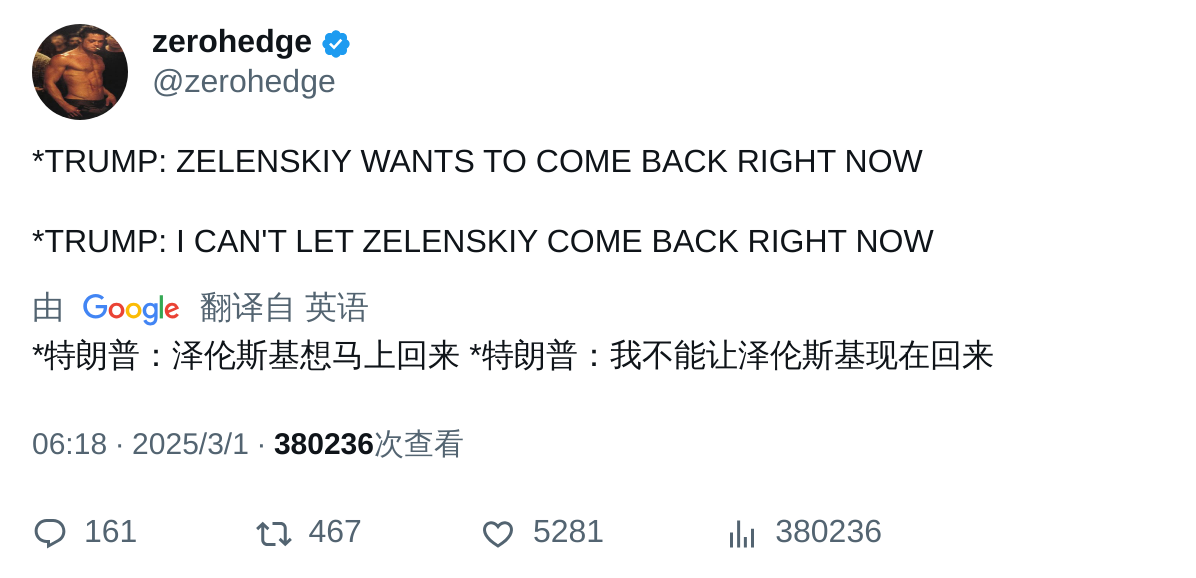 zerohedge
@zerohedge
*TRUMP: ZELENSKIY WANTS TO COME BACK RIGHT NOW
*TRUMP: I CAN'T LET ZELENSKIY COME BACK RIGHT NOW
由 Google 翻译自 英语
*特朗普：泽伦斯基想马上回来 *特朗普：我不能让泽伦斯基现在回来
06:18 · 2025/3/1 · 380236次查看
161 467 5281 380236